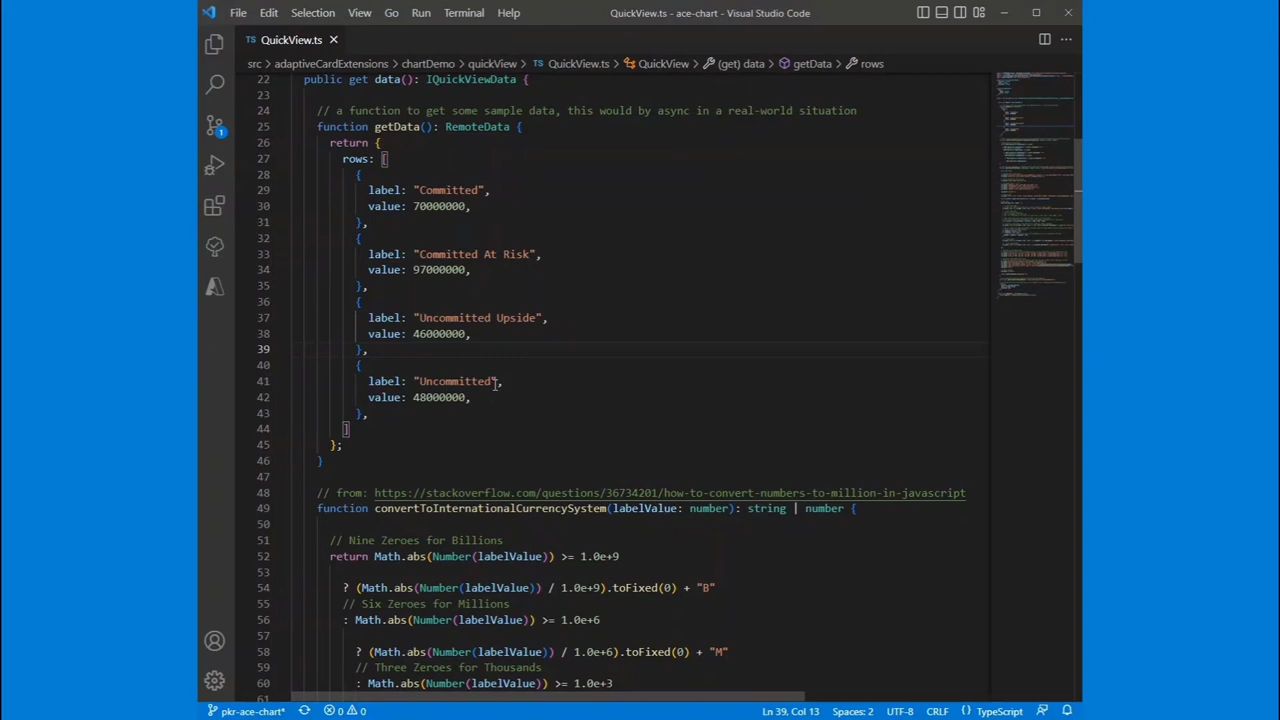 File Edit Selection View Go Run Terminal Help QuickView.ts - ace-chart - Visual Studio Code
TS QuickView.ts
src > adaptiveCardExtensions > chartDemo > quickView > TS QuickView.ts > QuickView > (get) data > getData > rows
22 public get data(): IQuickViewData {
23
24 // a function to get some sample data, this would by async in a real-world situation
25 function getData(): RemoteData {
26 return {
27 rows: [
28 {
29 label: "Committed",
30 value: 70000000,
31 },
32 {
33 label: "Committed At Risk",
34 value: 97000000,
35 },
36 {
37 label: "Uncommitted Upside",
38 value: 46000000,
39 },
40 {
41 label: "Uncommitted",
42 value: 48000000,
43 },
44 ]
45 };
46 }
47
48 // from: https://stackoverflow.com/questions/36734201/how-to-convert-numbers-to-million-in-javascript
49 function convertToInternationalCurrencySystem(labelValue: number): string | number {
50
51 // Nine Zeroes for Billions
52 return Math.abs(Number(labelValue)) >= 1.0e+9
53
54 ? (Math.abs(Number(labelValue)) / 1.0e+9).toFixed(0) + "B"
55 // Six Zeroes for Millions
56 : Math.abs(Number(labelValue)) >= 1.0e+6
57
58 ? (Math.abs(Number(labelValue)) / 1.0e+6).toFixed(0) + "M"
59 // Three Zeroes for Thousands
60 : Math.abs(Number(labelValue)) >= 1.0e+3
61
1
pkr-ace-chart* 0 0 Ln 39, Col 13 Spaces: 2 UTF-8 CRLF {} TypeScript